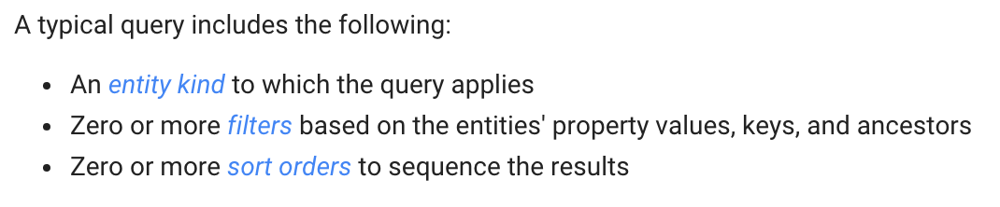 A typical query includes the following:
• An entity kind to which the query applies
• Zero or more filters based on the entities' property values, keys, and ancestors
• Zero or more sort orders to sequence the results